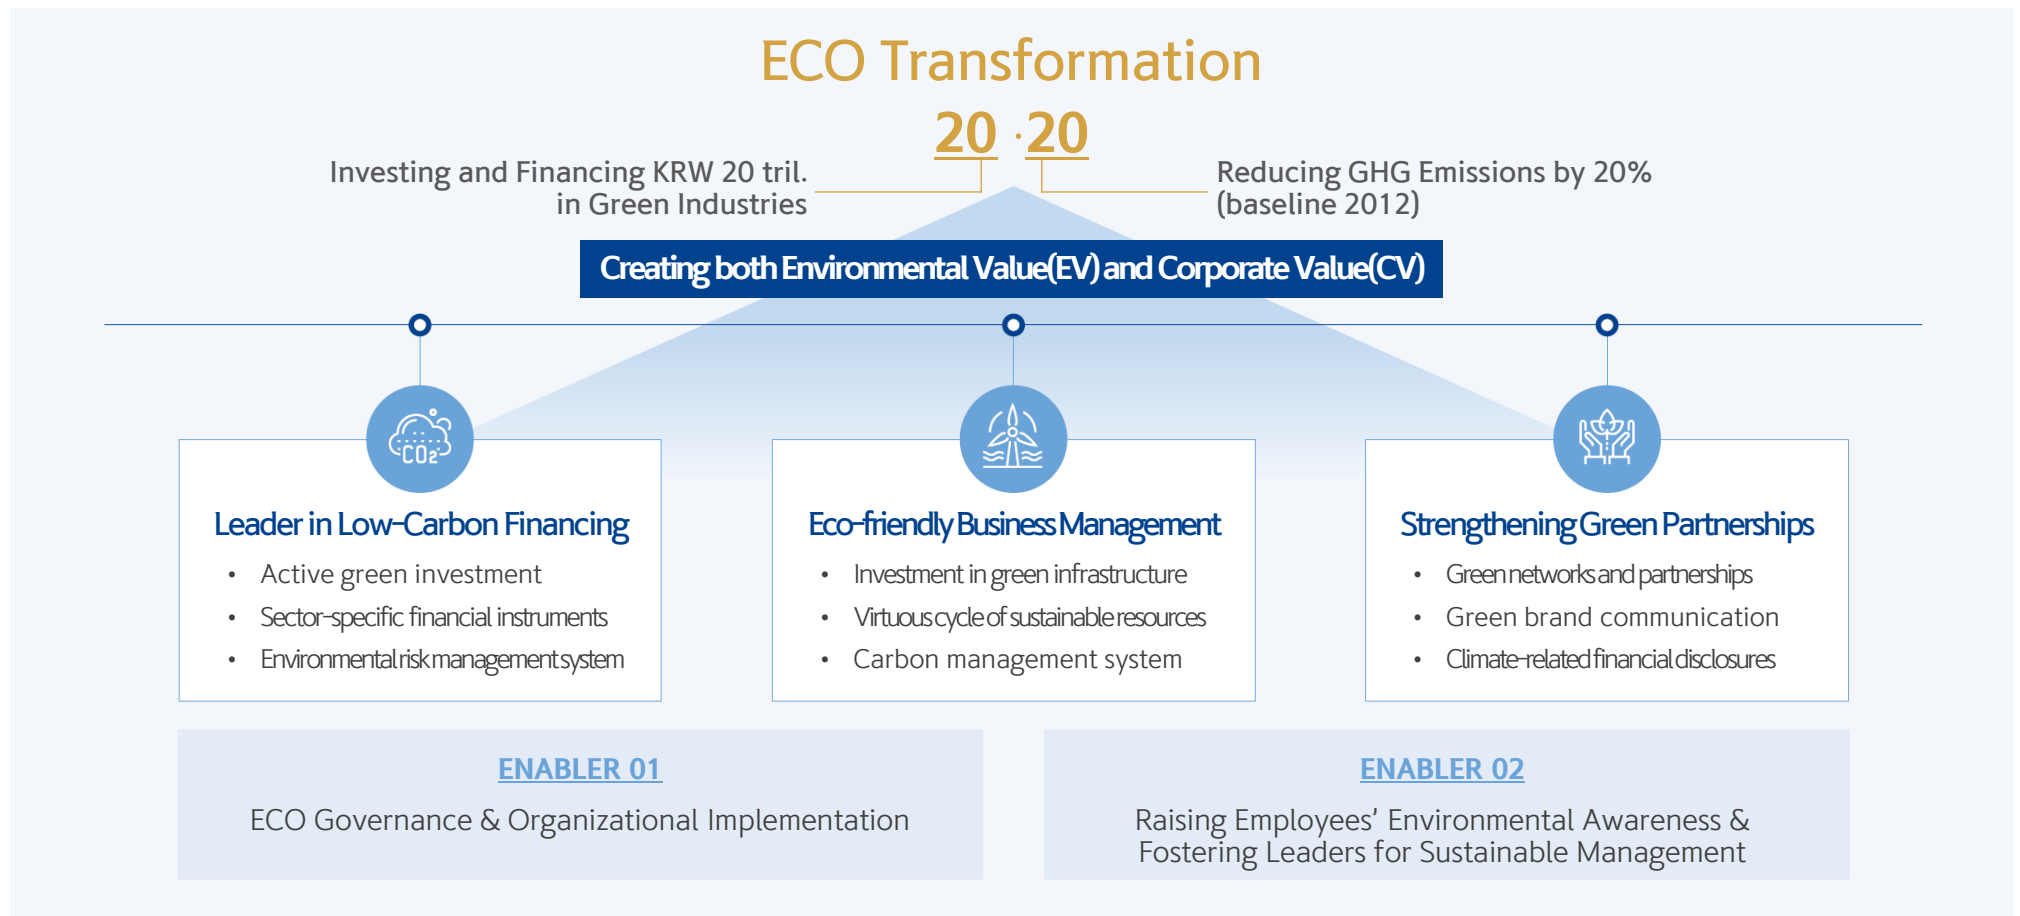 ECO Transformation
20 · 20
Investing and Financing KRW 20 tril.
in Green Industries
Reducing GHG Emissions by 20%
(baseline 2012)
Creating both Environmental Value(EV) and Corporate Value(CV)
CO2
Leader in Low-Carbon Financing
• Active green investment
• Sector-specific financial instruments
• Environmental risk management system
Eco-friendly Business Management
• Investment in green infrastructure
• Virtuous cycle of sustainable resources
• Carbon management system
Strengthening Green Partnerships
• Green networks and partnerships
• Green brand communication
• Climate-related financial disclosures
ENABLER 01
ECO Governance & Organizational Implementation
ENABLER 02
Raising Employees’ Environmental Awareness &
Fostering Leaders for Sustainable Management